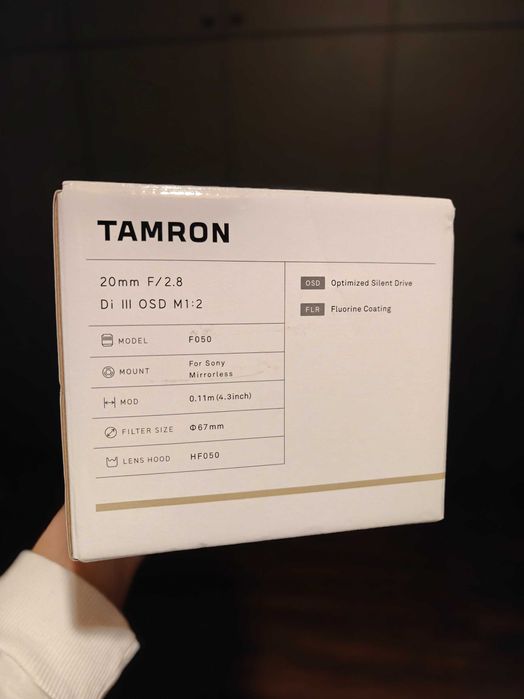 TAMRON
20mm F/2.8
Di III OSD M1:2
MODEL F050
MOUNT For Sony
Mirrorless
MOD 0.11m (4.3inch)
FILTER SIZE Φ67mm
LENS HOOD HF050
OSD Optimized Silent Drive
FLR Fluorine Coating